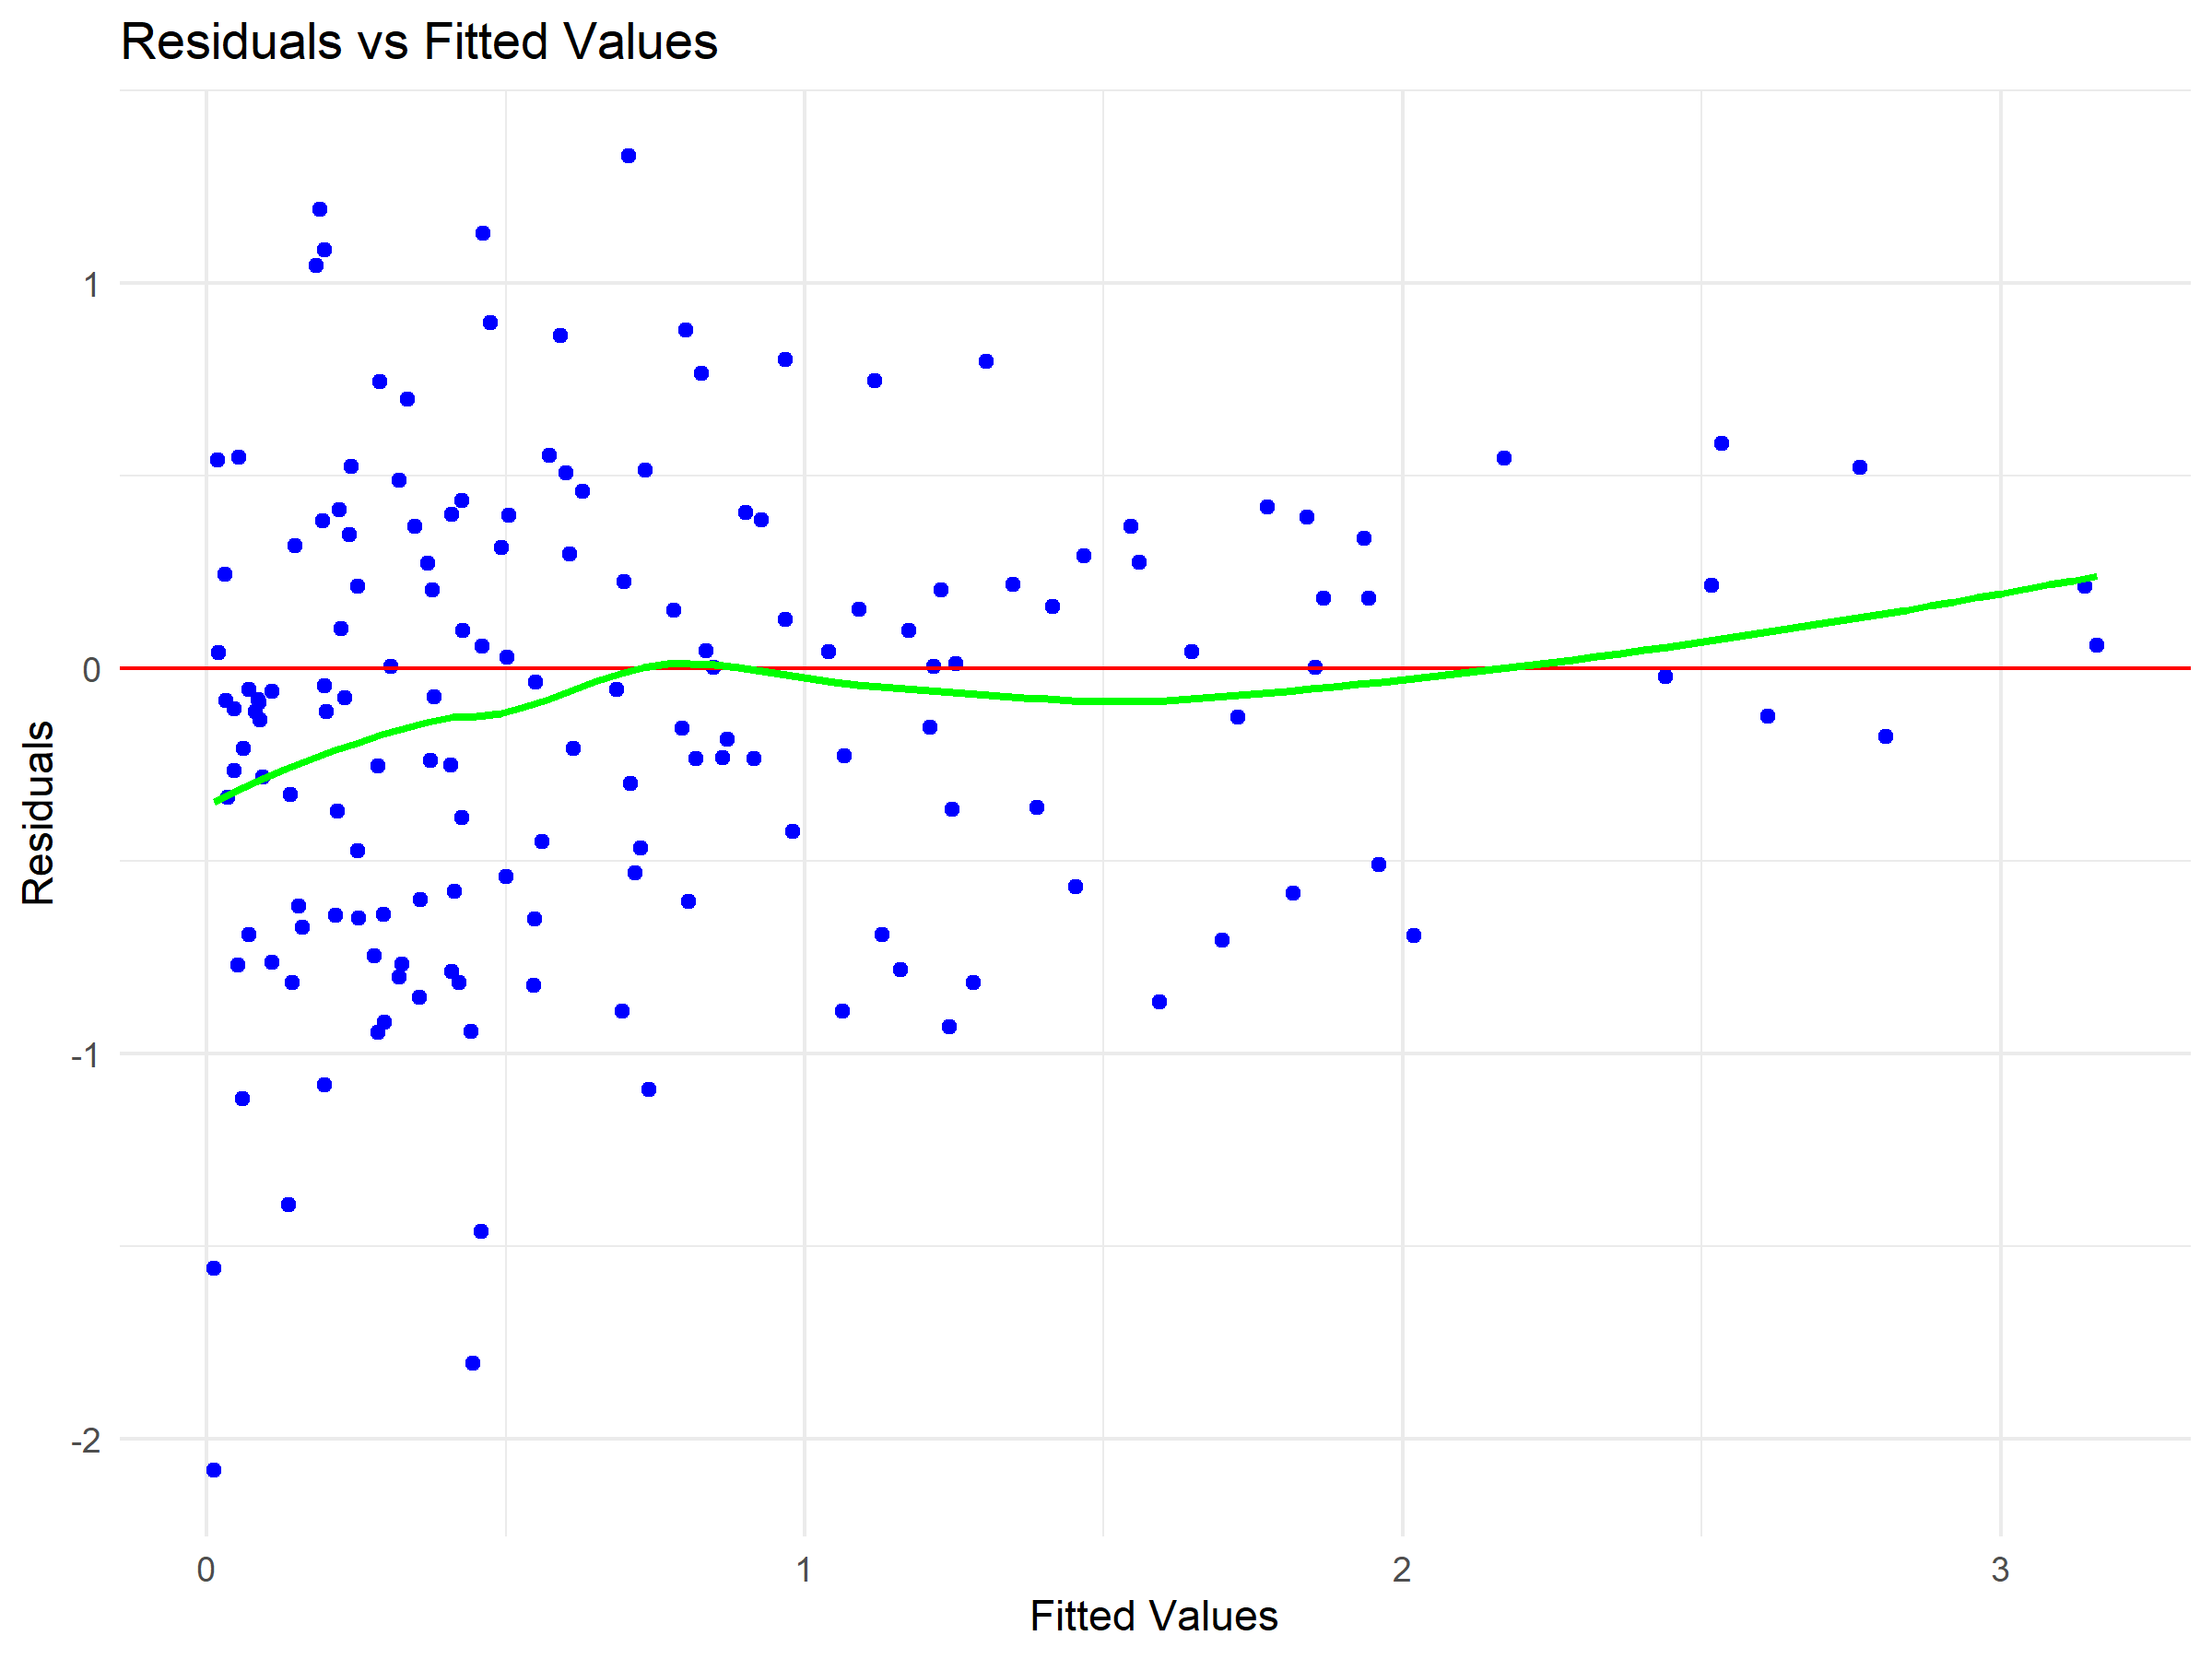 Residuals vs Fitted Values
1
0
-1
-2
Residuals
0 1 2 3
Fitted Values